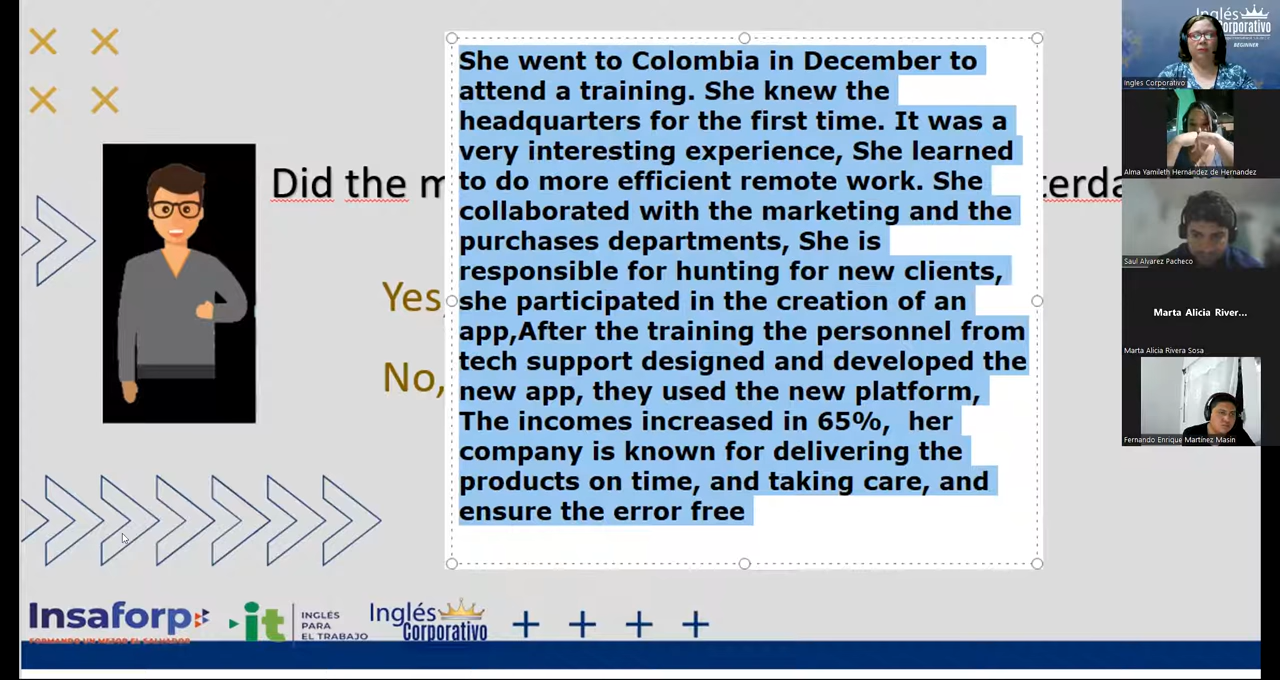 Did the m
terda
Yes,
No,
She went to Colombia in December to
attend a training. She knew the
headquarters for the first time. It was a
very interesting experience, She learned
to do more efficient remote work. She
collaborated with the marketing and the
purchases departments, She is
responsible for hunting for new clients,
she participated in the creation of an
app,After the training the personnel from
tech support designed and developed the
new app, they used the new platform,
The incomes increased in 65%,  her
company is known for delivering the
products on time, and taking care, and
ensure the error free
Insaforp
FORMANDO UN MEJOR EL SALVADOR
it
INGLÉS
PARA
EL TRABAJO
Inglés
Corporativo
Inglés
Corporativo
BEGINNER
Ingles Corporativo
Alma Yamileth Hernández de Hernandez
Saul Alvarez Pacheco
Marta Alicia River...
Marta Alicia Rivera Sosa
Fernando Enrique Martínez Masin